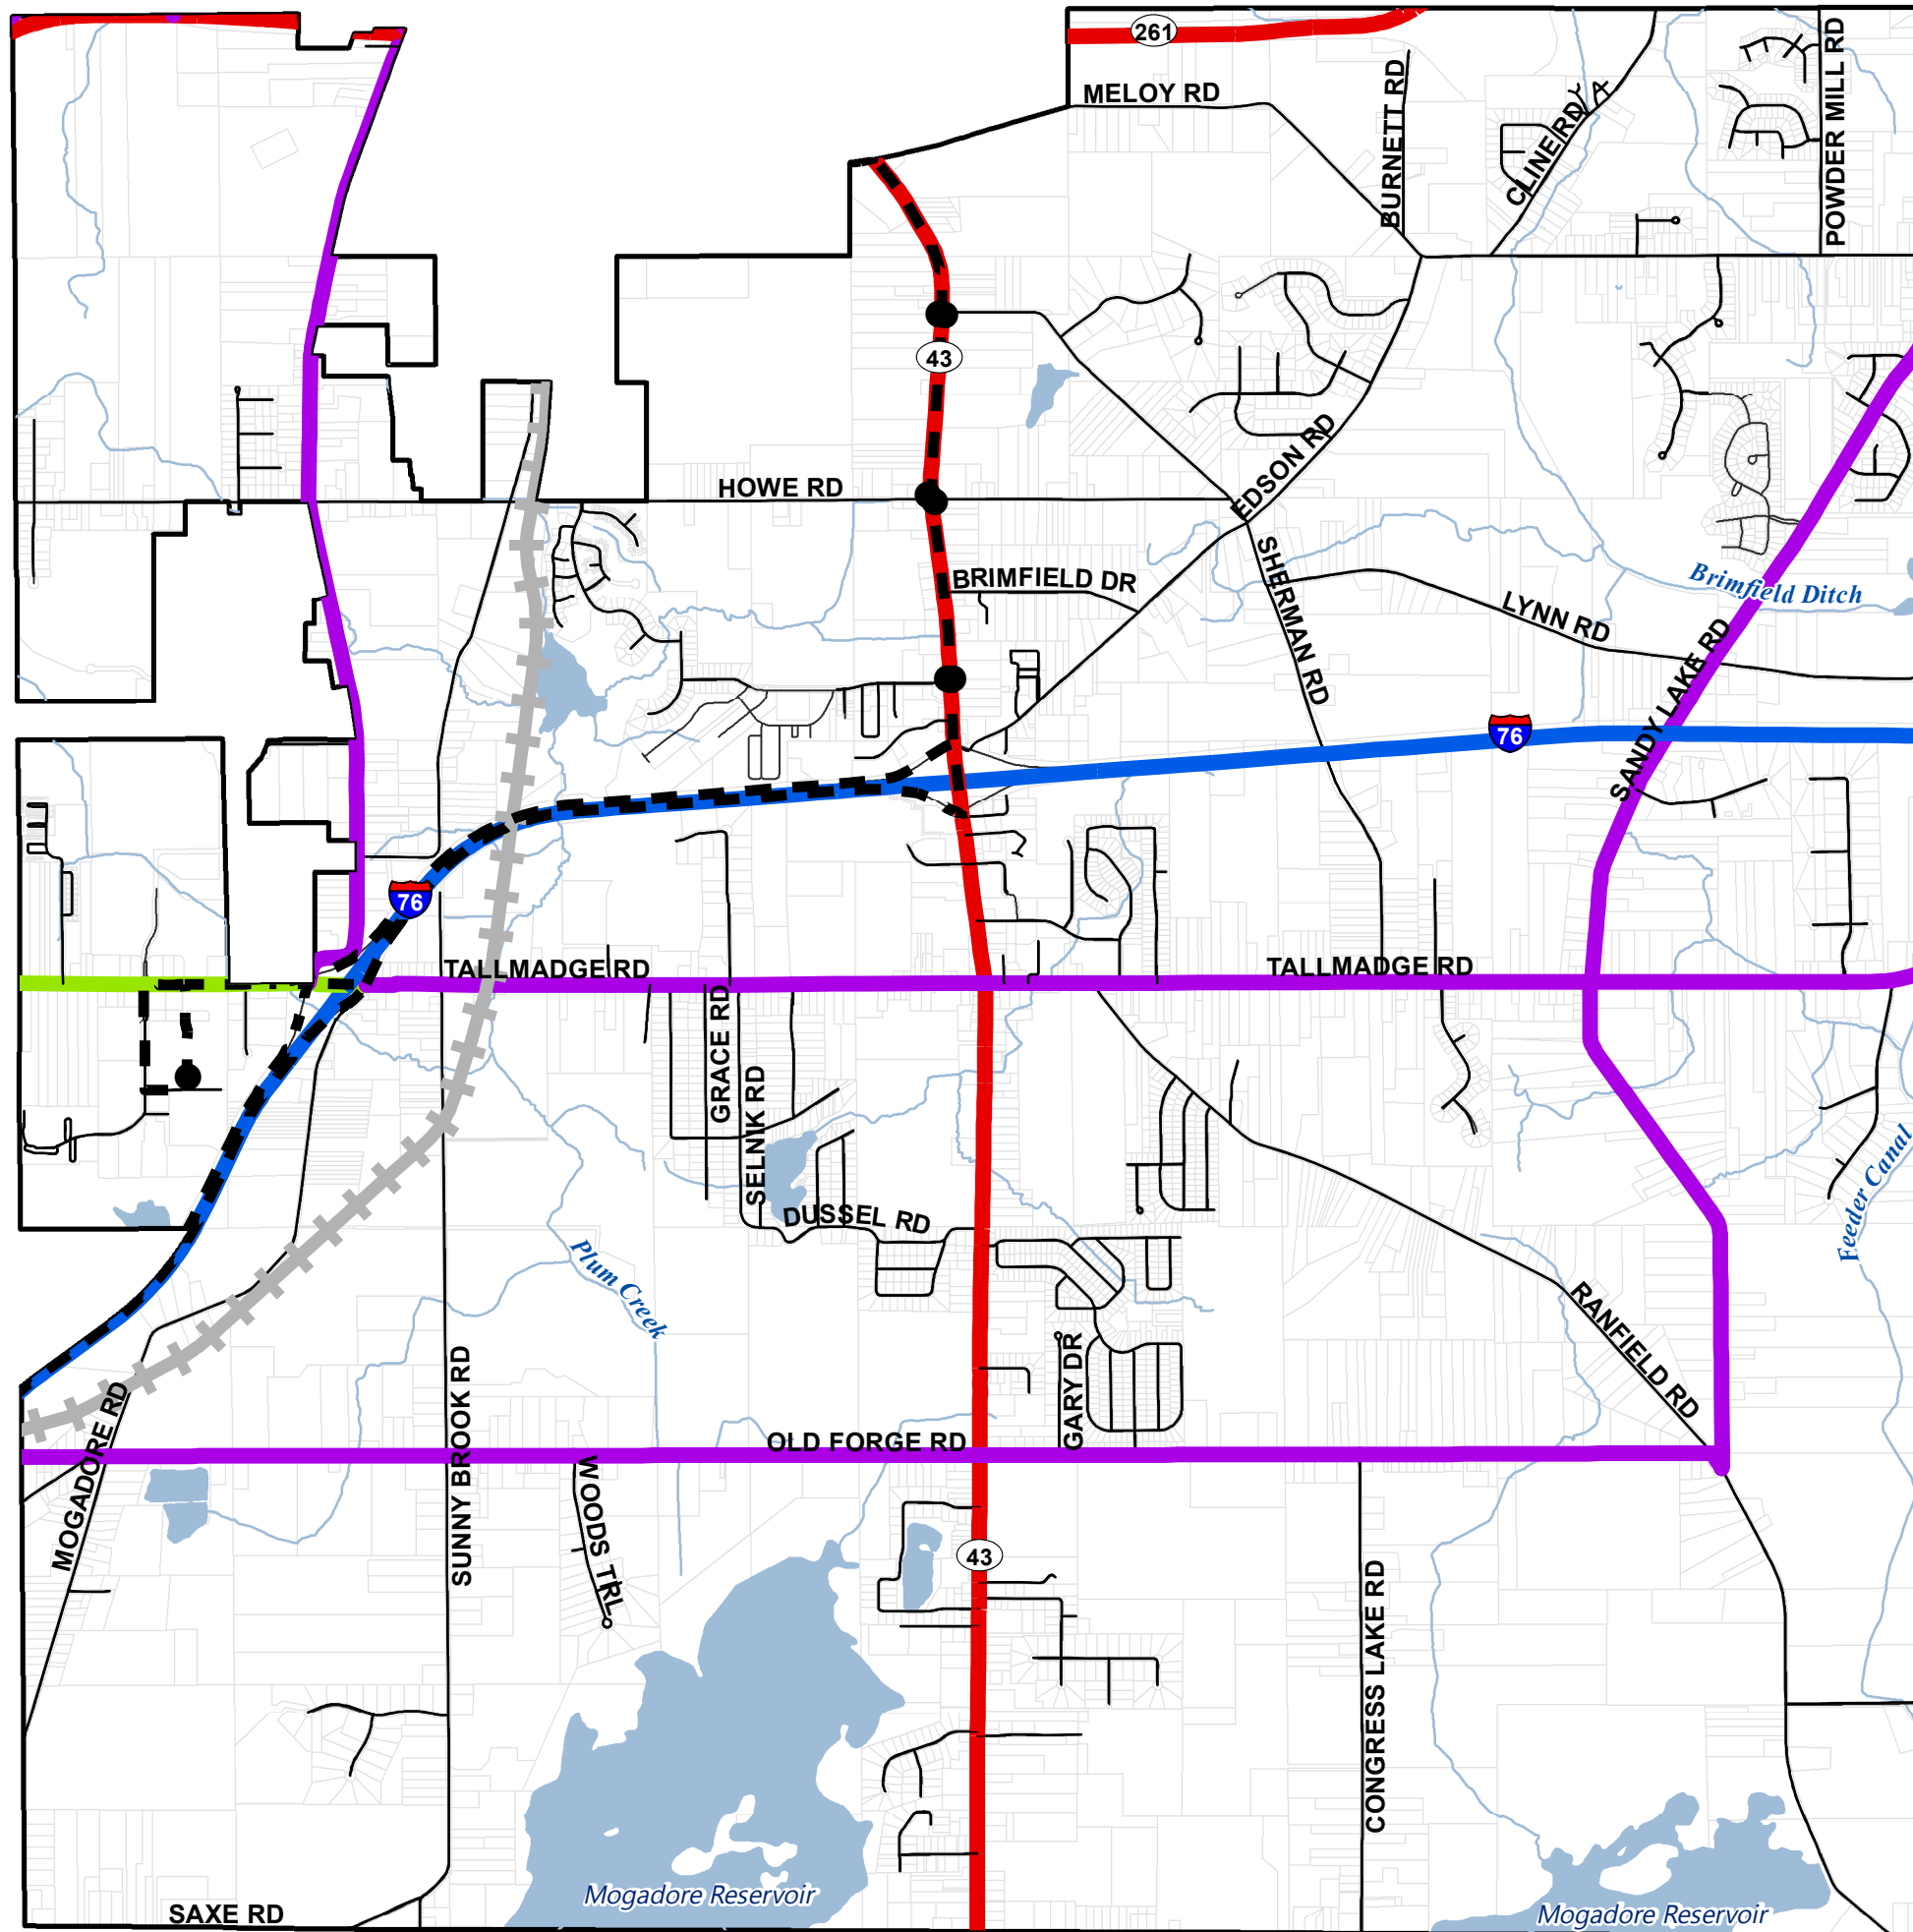 261
MELOY RD
BURNETT RD
CLINE RD
POWDER MILL RD
43
EDSON RD
HOWE RD
BRIMFIELD DR
SHERMAN RD
LYNN RD
Brimfield Ditch
SANDY LAKE RD
76
76
TALLMADGE RD
TALLMADGE RD
GRACE RD
SELNIK RD
DUSSEL RD
Plum Creek
Feeder Canal
RANFIELD RD
GARY DR
SUNNY BROOK RD
MOGADORE RD
OLD FORGE RD
MOGADORE RD
WOODS TRL
43
CONGRESS LAKE RD
Mogadore Reservoir
Mogadore Reservoir
SAXE RD